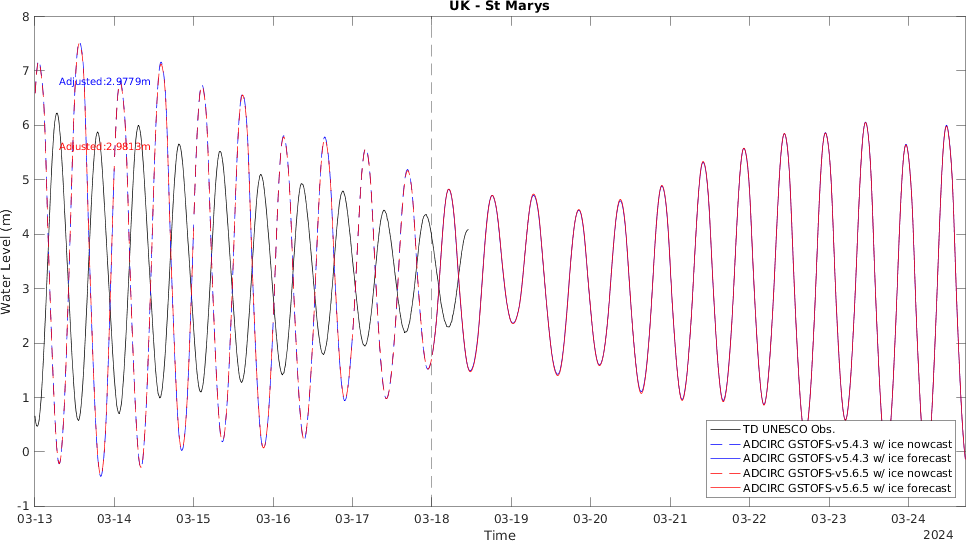 UK - St Marys
8
7
6
5
4
3
2
1
0
-1
Water Level (m)
Adjusted:2.9779m
Adjusted:2.9813m
TD UNESCO Obs.
ADCIRC GSTOFS-v5.4.3 w/ ice nowcast
ADCIRC GSTOFS-v5.4.3 w/ ice forecast
ADCIRC GSTOFS-v5.6.5 w/ ice nowcast
ADCIRC GSTOFS-v5.6.5 w/ ice forecast
03-13 03-14 03-15 03-16 03-17 03-18 03-19 03-20 03-21 03-22 03-23 03-24
Time
2024